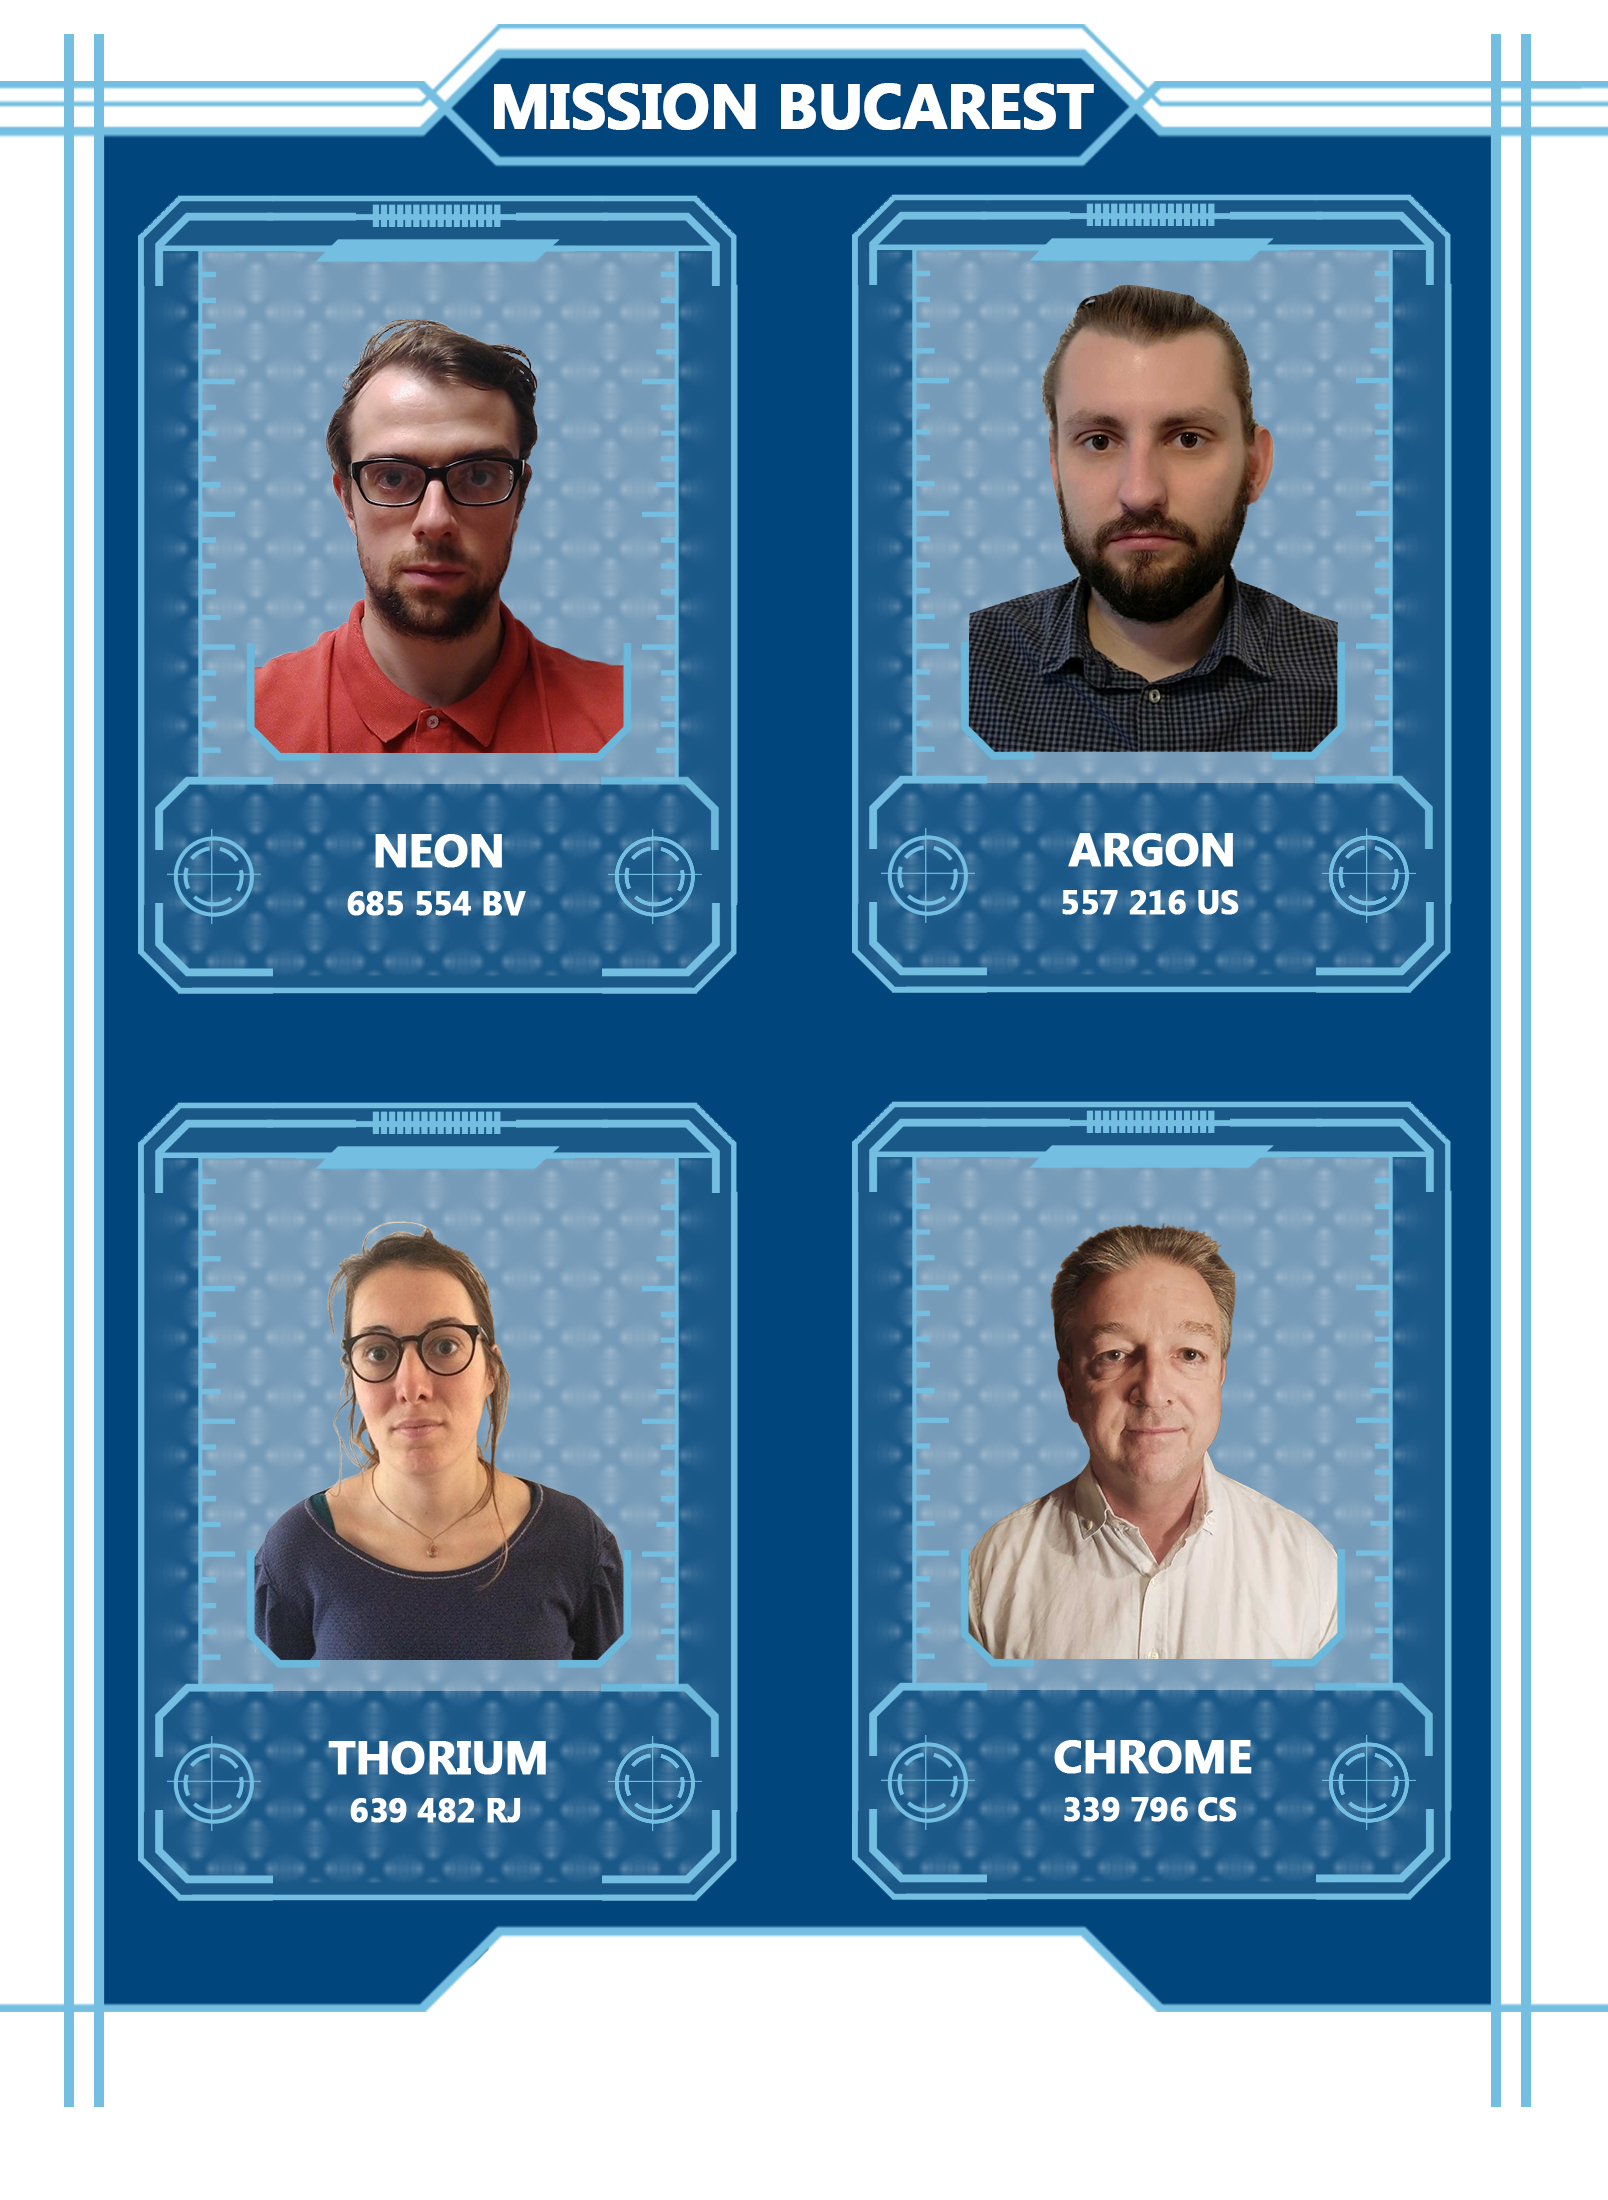 MISSION BUCAREST
NEON
685 554 BV
ARGON
557 216 US
THORIUM
639 482 RJ
CHROME
339 796 CS